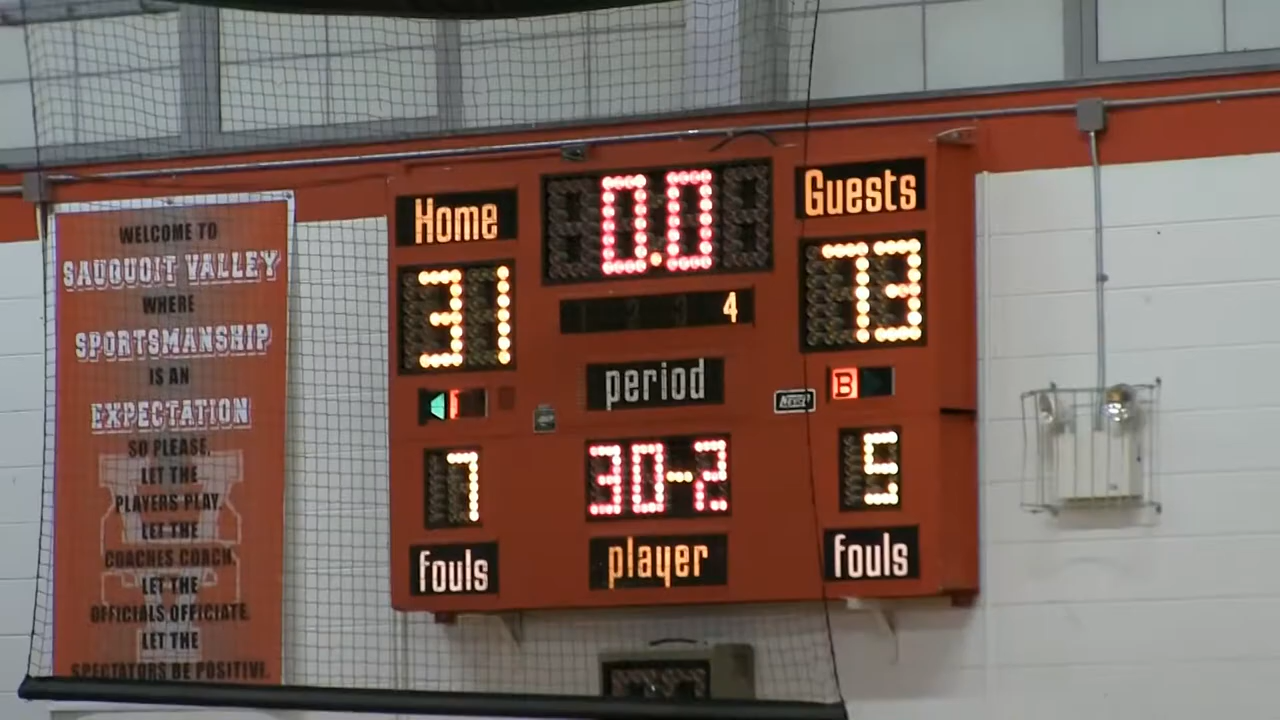 WELCOME TO
SAUQUOIT VALLEY
WHERE
SPORTSMANSHIP
IS AN
EXPECTATION
SO PLEASE,
LET THE
PLAYERS PLAY.
LET THE
COACHES COACH.
LET THE
OFFICIALS OFFICIATE.
LET THE
SPECTATORS BE POSITIVE.
Home
0.0
Guests
31
4
73
period
B
7
30-2
5
fouls
player
fouls